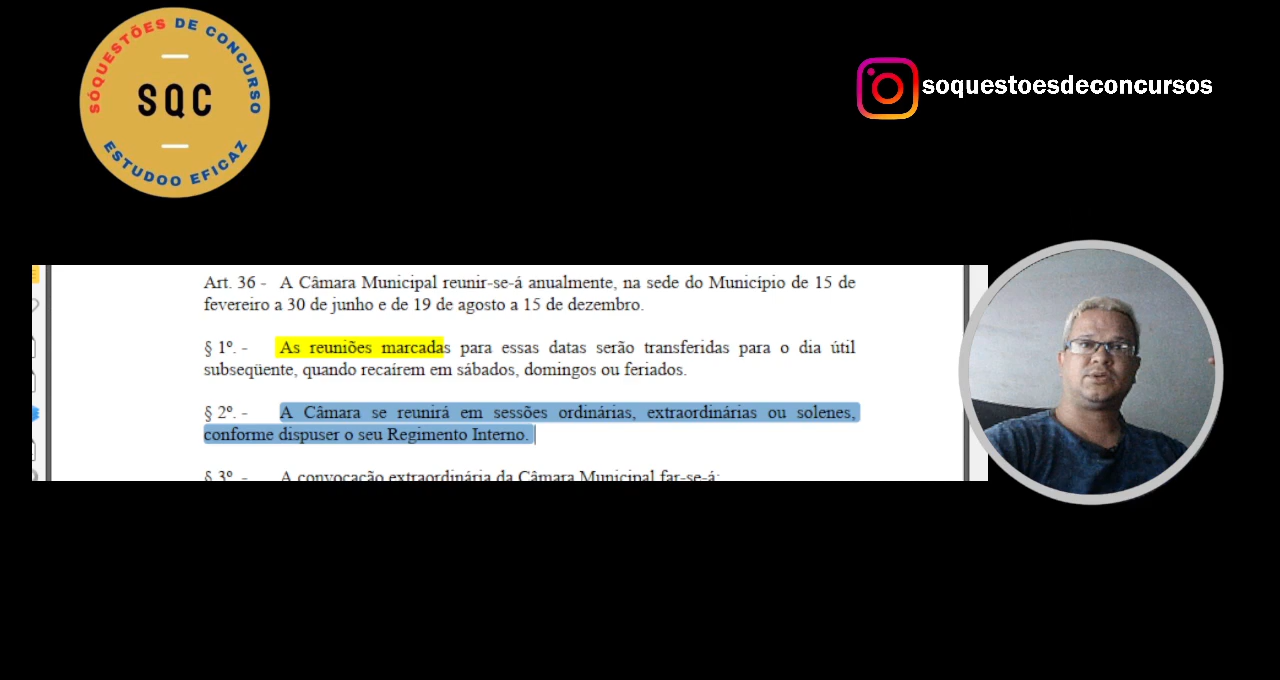 SÓQUESTÕES DE CONCURSO
SQC
ESTUDOO EFICAZ
soquestoesdeconcursos
Art. 36 - A Câmara Municipal reunir-se-á anualmente, na sede do Município de 15 de
fevereiro a 30 de junho e de 19 de agosto a 15 de dezembro.
§ 1º. - As reuniões marcadas para essas datas serão transferidas para o dia útil
subseqüente, quando recaírem em sábados, domingos ou feriados.
§ 2º. - A Câmara se reunirá em sessões ordinárias, extraordinárias ou solenes,
conforme dispuser o seu Regimento Interno.
§ 3º. - A convocação extraordinária da Câmara Municipal far-se-á: